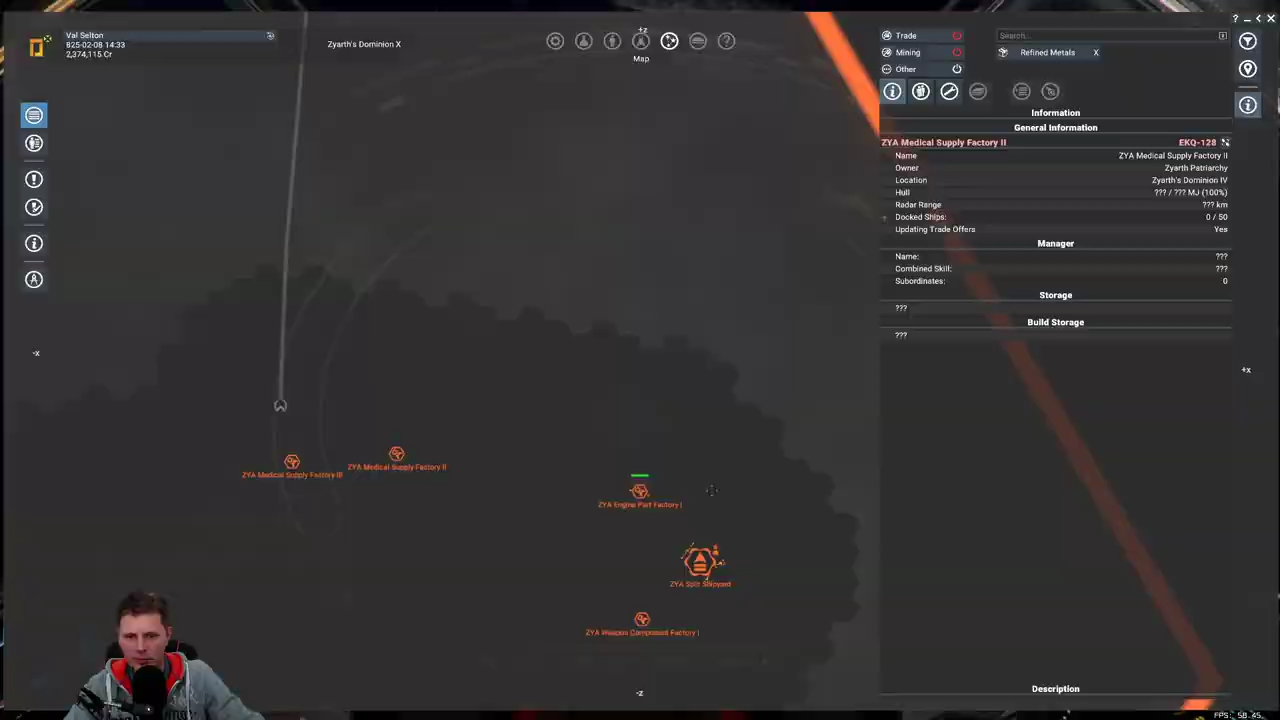 Val Selton
825-02-08 14:33
2,374,115 Cr
Zyarth's Dominion X
+z
Map
Trade
Mining
Other
Search...
Refined Metals X
Information
General Information
ZYA Medical Supply Factory II EKQ-128
Name ZYA Medical Supply Factory II
Owner Zyarth Patriarchy
Location Zyarth's Dominion IV
Hull ??? / ??? MJ (100%)
Radar Range ??? km
Docked Ships: 0 / 50
Updating Trade Offers Yes
Manager
Name: ???
Combined Skill: ???
Subordinates: 0
Storage
???
Build Storage
???
-x
+x
ZYA Medical Supply Factory III
ZYA Medical Supply Factory II
ZYA Engine Part Factory I
ZYA Split Shipyard
ZYA Weapon Component Factory I
-z
Description
FPS: 58.45